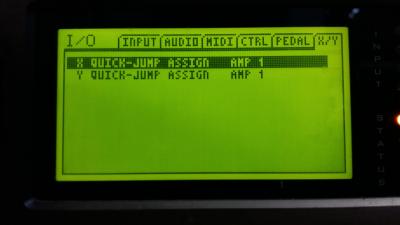 I/O INPUT AUDIO MIDI CTRL PEDAL X/Y
X QUICK-JUMP ASSIGN AMP 1
Y QUICK-JUMP ASSIGN AMP 1
INPUT
STATUS